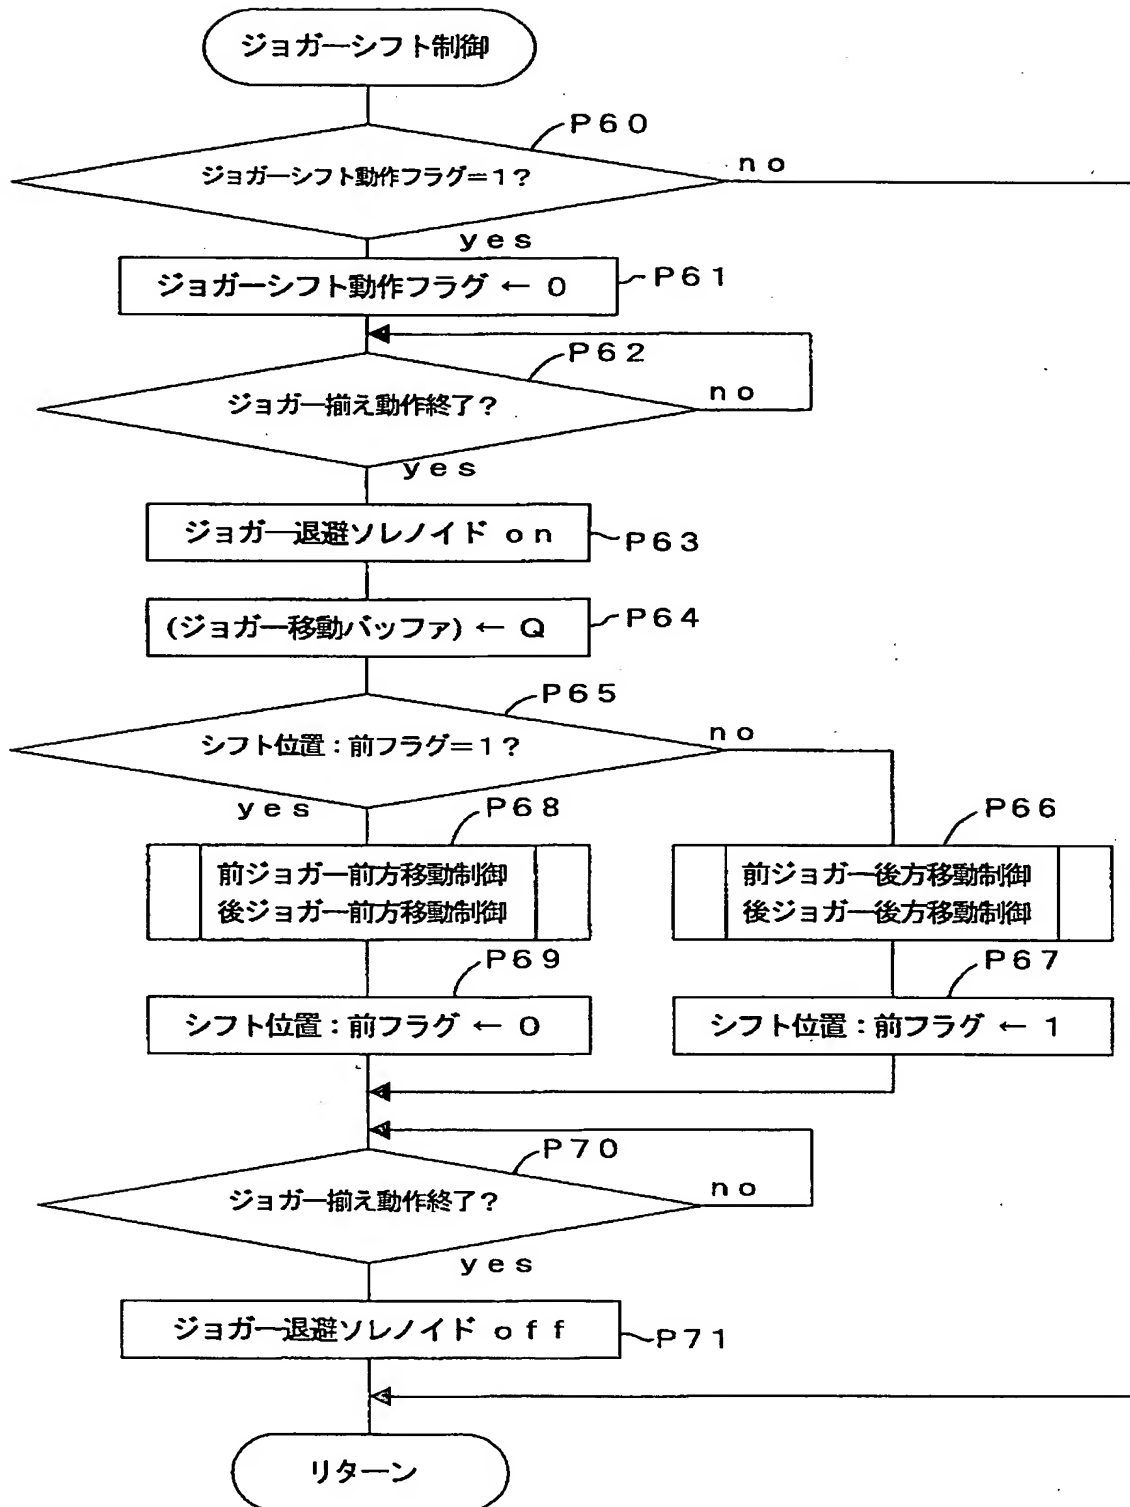 ジョガーシフト制御
P60
ジョガーシフト動作フラグ=1?
no
yes
ジョガーシフト動作フラグ ← 0
P61
P62
ジョガー揃え動作終了?
no
yes
ジョガー退避ソレノイド on
P63
(ジョガー移動バッファ) ← Q
P64
P65
シフト位置:前フラグ=1?
no
yes
P68
P66
前ジョガー前方移動制御
後ジョガー前方移動制御
前ジョガー後方移動制御
後ジョガー後方移動制御
P69
P67
シフト位置:前フラグ ← 0
シフト位置:前フラグ ← 1
P70
ジョガー揃え動作終了?
no
yes
ジョガー退避ソレノイド off
P71
リターン